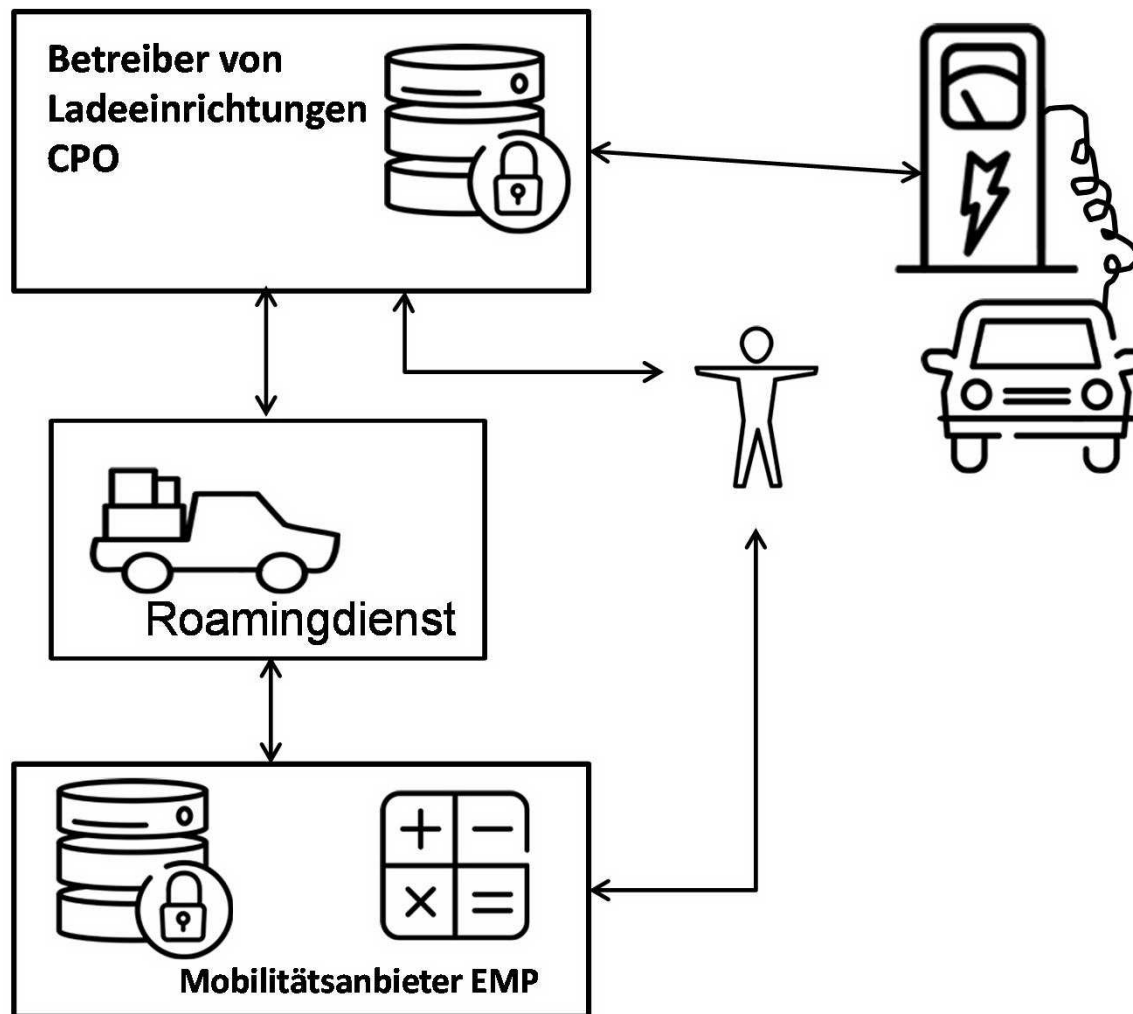 Betreiber von
Ladeeinrichtungen
CPO
Roamingdienst
Mobilitätsanbieter EMP